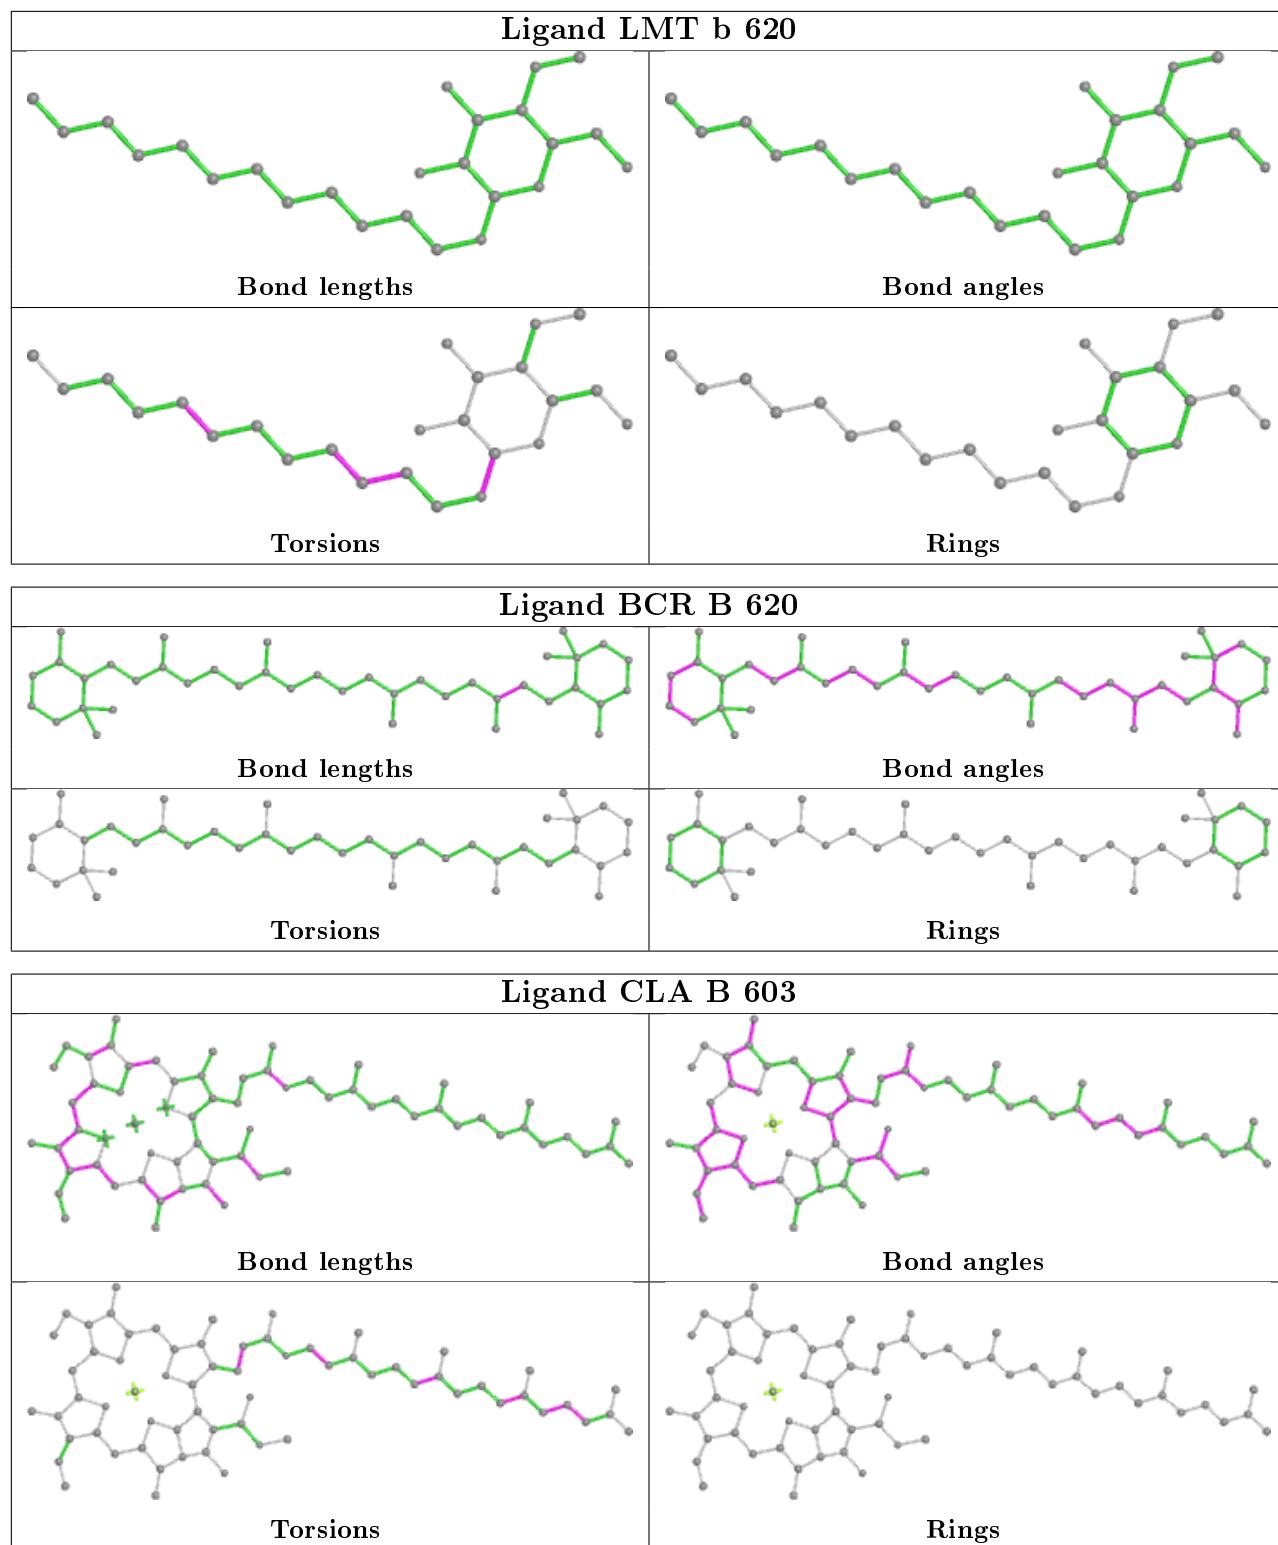 Ligand LMT b 620
Bond lengths
Bond angles
Torsions
Rings
Ligand BCR B 620
Bond lengths
Bond angles
Torsions
Rings
Ligand CLA B 603
Bond lengths
Bond angles
Torsions
Rings